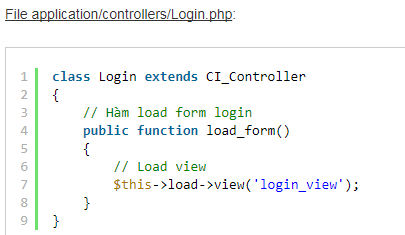 File application/controllers/Login.php:
1 class Login extends CI_Controller
2 {
3     // Hàm load form login
4     public function load_form()
5     {
6         // Load view
7         $this->load->view('login_view');
8     }
9 }